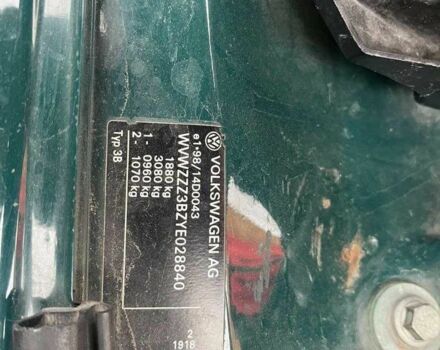 VOLKSWAGEN AG
e1*98/14*0043
WVWZZZ3BZYE028840
1880 kg
3080 kg
1- 0960 kg
2- 1070 kg
Typ 3B
2
1918